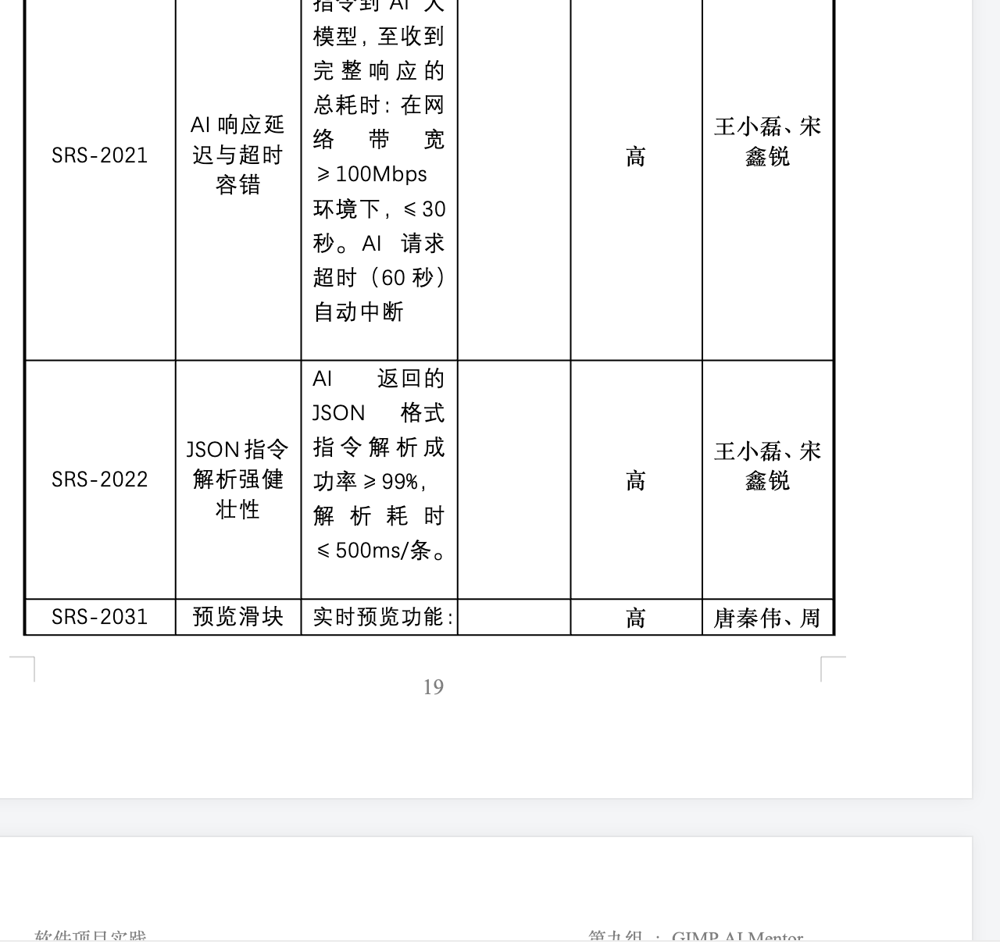 指令到 AI 大
模型，至收到
完整响应的
总耗时：在网
络带宽
≥100Mbps
环境下，≤30
秒。AI 请求
超时（60 秒）
自动中断
SRS-2021
AI 响应延
迟与超时
容错
高
王小磊、宋
鑫锐
AI 返回的
JSON 格式
指令解析成
功率≥99%，
解析耗时
≤500ms/条。
SRS-2022
JSON 指令
解析强健
壮性
高
王小磊、宋
鑫锐
SRS-2031
预览滑块
实时预览功能：
高
唐秦伟、周
19
软件项目实践
第九组 ： GIMP AI Mentor